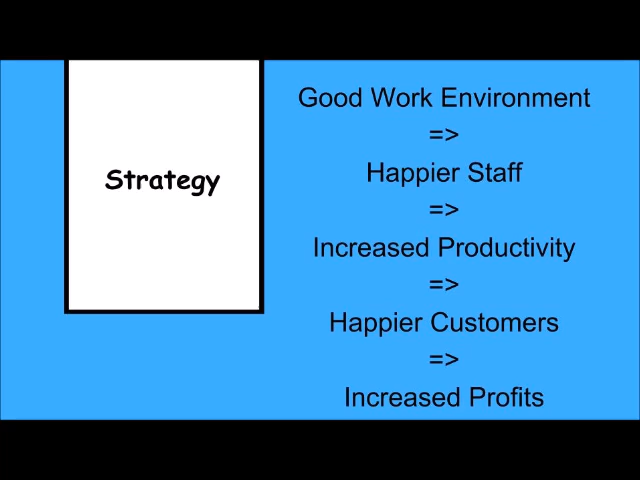 Strategy
Good Work Environment
=>
Happier Staff
=>
Increased Productivity
=>
Happier Customers
=>
Increased Profits